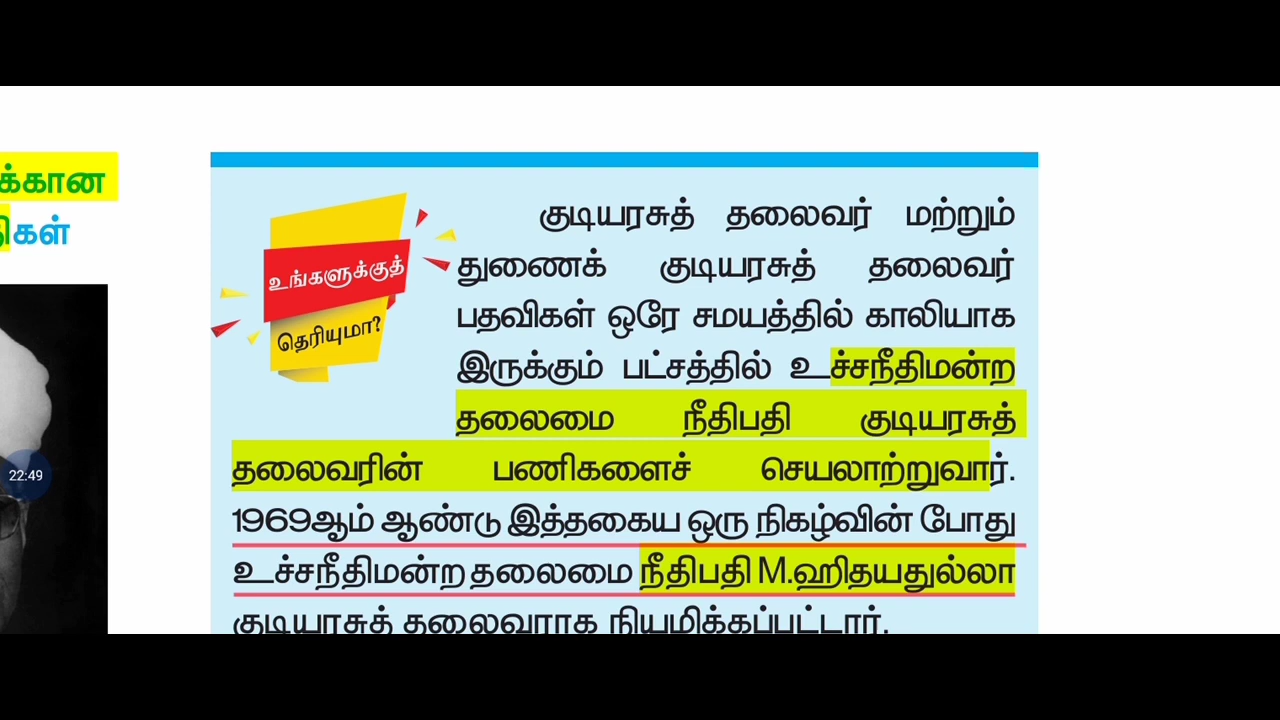 க்கான
கள்
உங்களுக்குத்
தெரியுமா?
குடியரசுத் தலைவர் மற்றும்
துணைக் குடியரசுத் தலைவர்
பதவிகள் ஒரே சமயத்தில் காலியாக
இருக்கும் பட்சத்தில் உச்சநீதிமன்ற
தலைமை நீதிபதி குடியரசுத்
தலைவரின் பணிகளைச் செயலாற்றுவார்.
1969ஆம் ஆண்டு இத்தகைய ஒரு நிகழ்வின் போது
உச்சநீதிமன்ற தலைமை நீதிபதி M.ஹிதயதுல்லா
குடியரசுத் தலைவராக நியமிக்கப்பட்டார்.
22:49